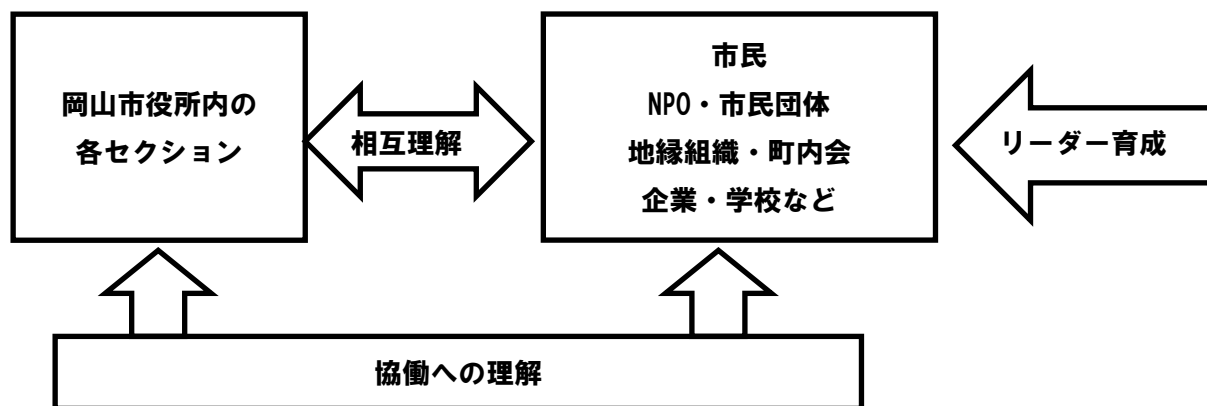 岡山市役所内の
各セクション
相互理解
市民
NPO・市民団体
地縁組織・町内会
企業・学校など
リーダー育成
協働への理解